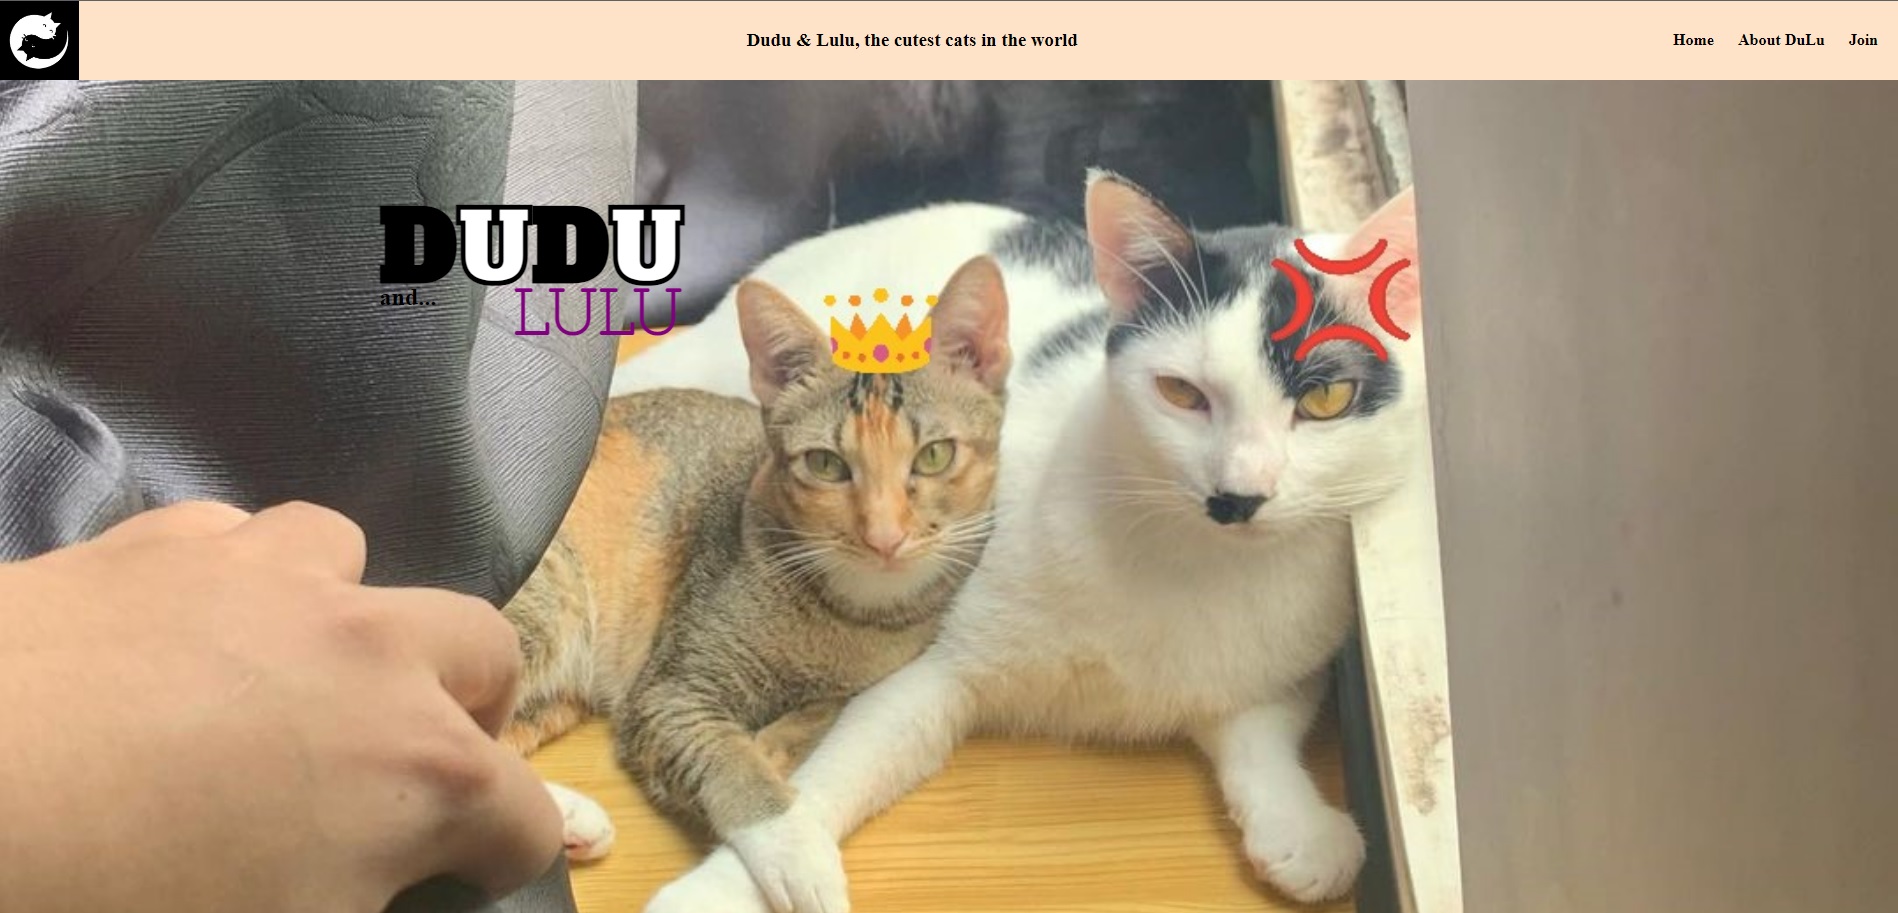 Dudu & Lulu, the cutest cats in the world
Home About DuLu Join
DUDU
and...
LULU